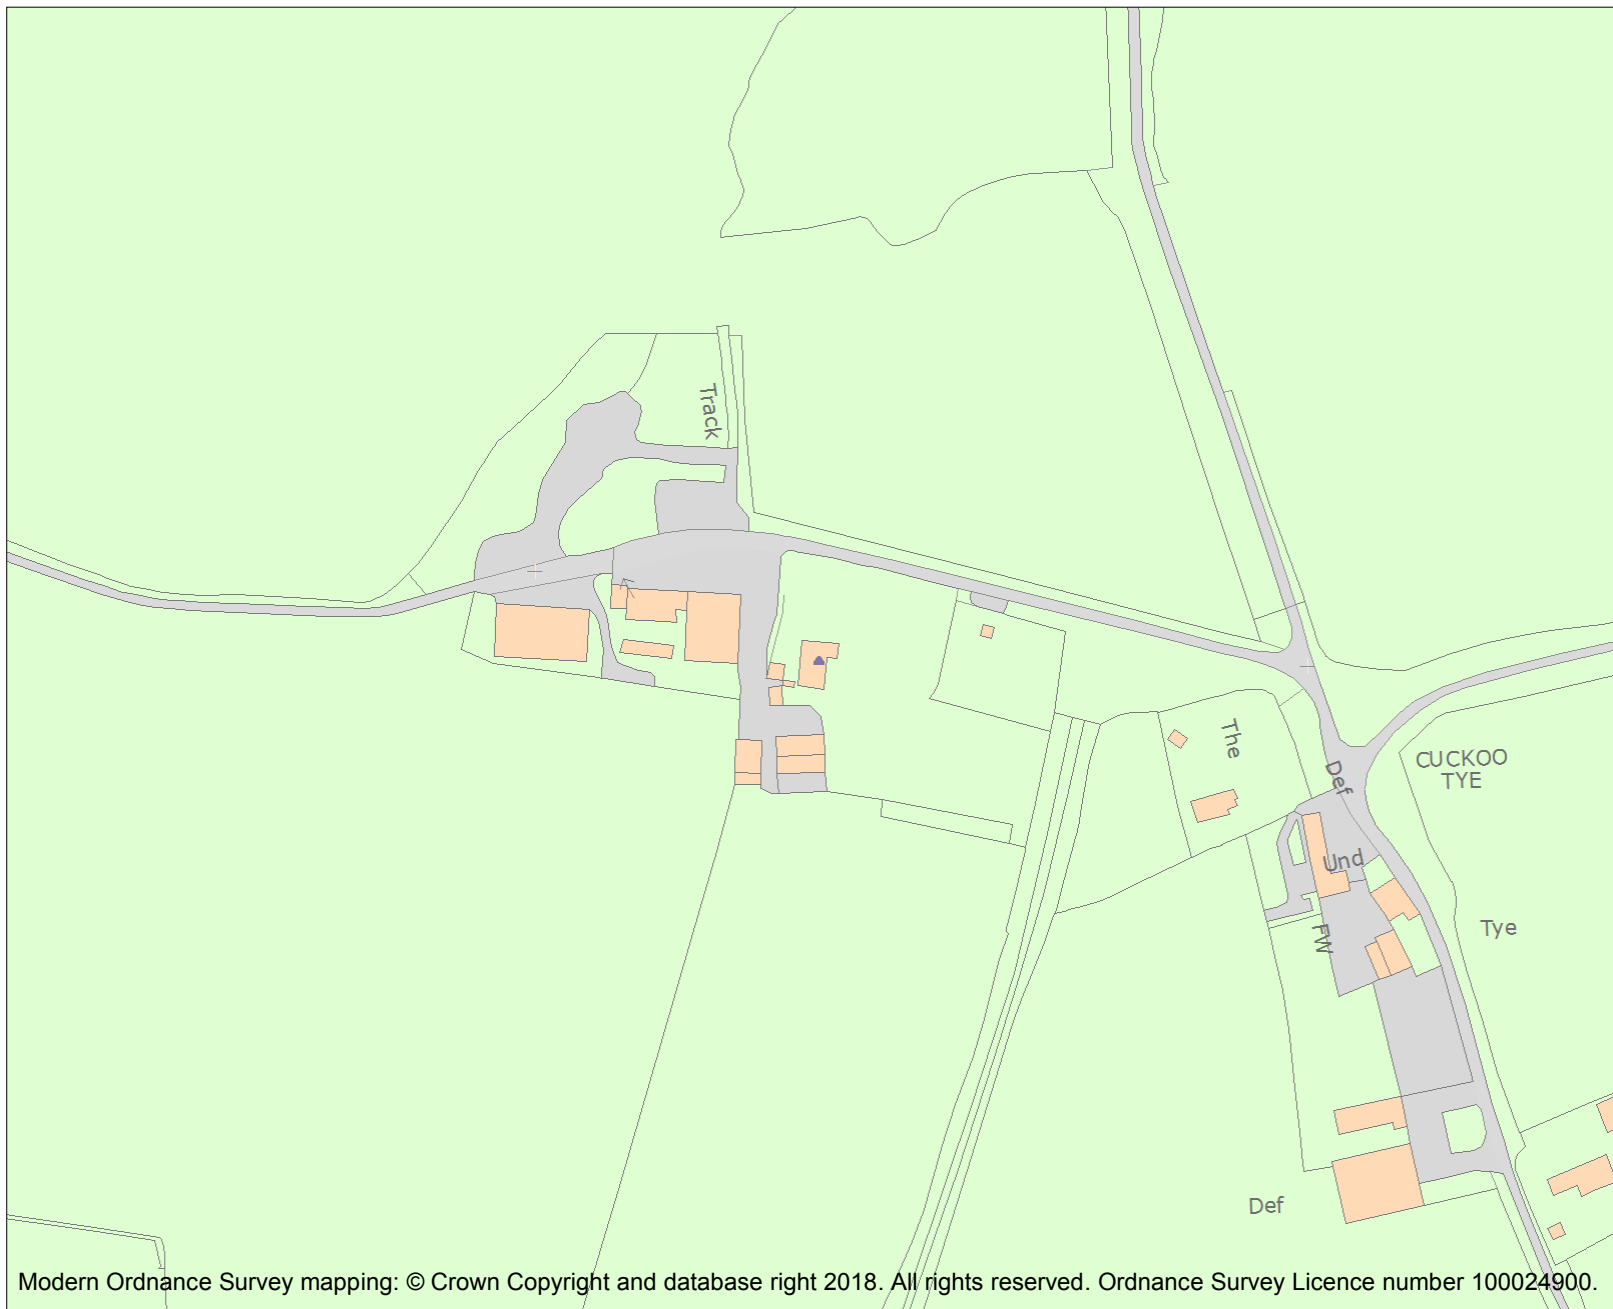 Track
The
Def
CUCKOO
TYE
Und
Tye
FW
Def
Modern Ordnance Survey mapping: © Crown Copyright and database right 2018. All rights reserved. Ordnance Survey Licence number 100024900.